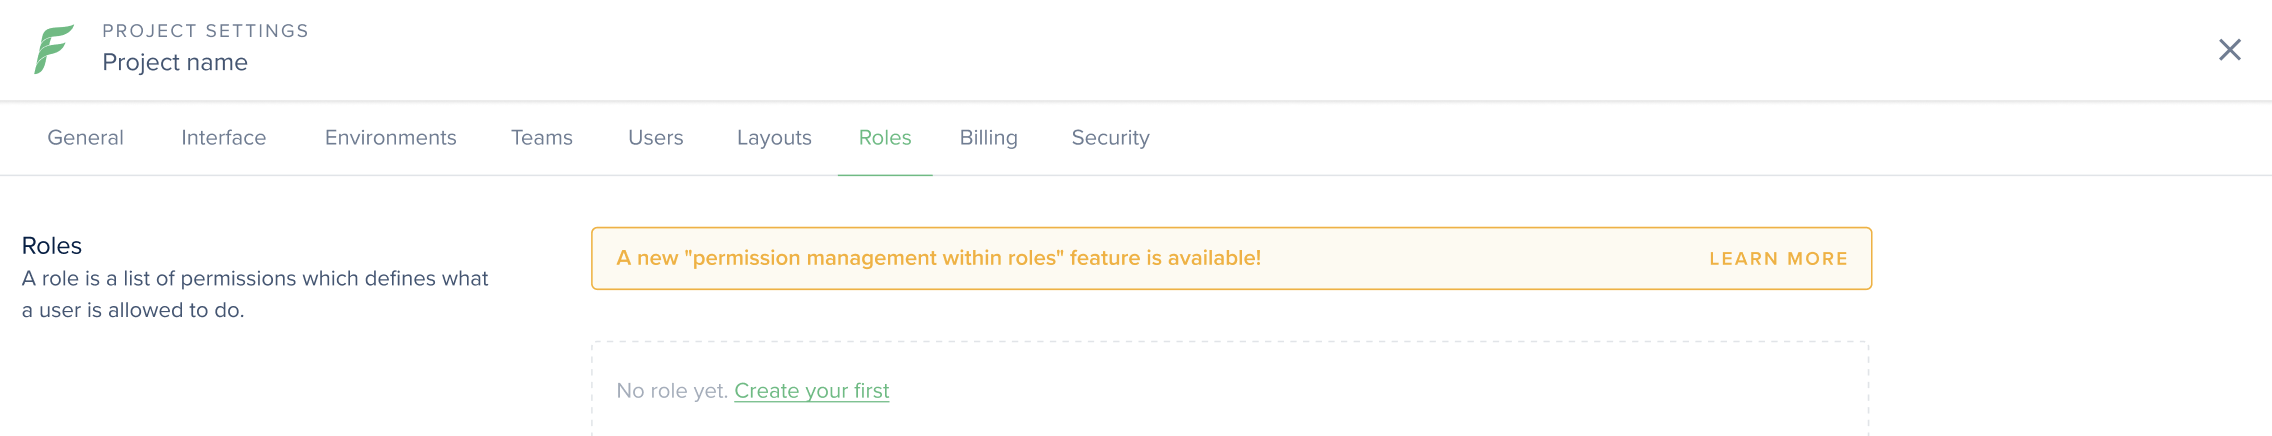 PROJECT SETTINGS
Project name
General Interface Environments Teams Users Layouts Roles Billing Security
Roles
A role is a list of permissions which defines what
a user is allowed to do.
A new "permission management within roles" feature is available! LEARN MORE
No role yet. Create your first